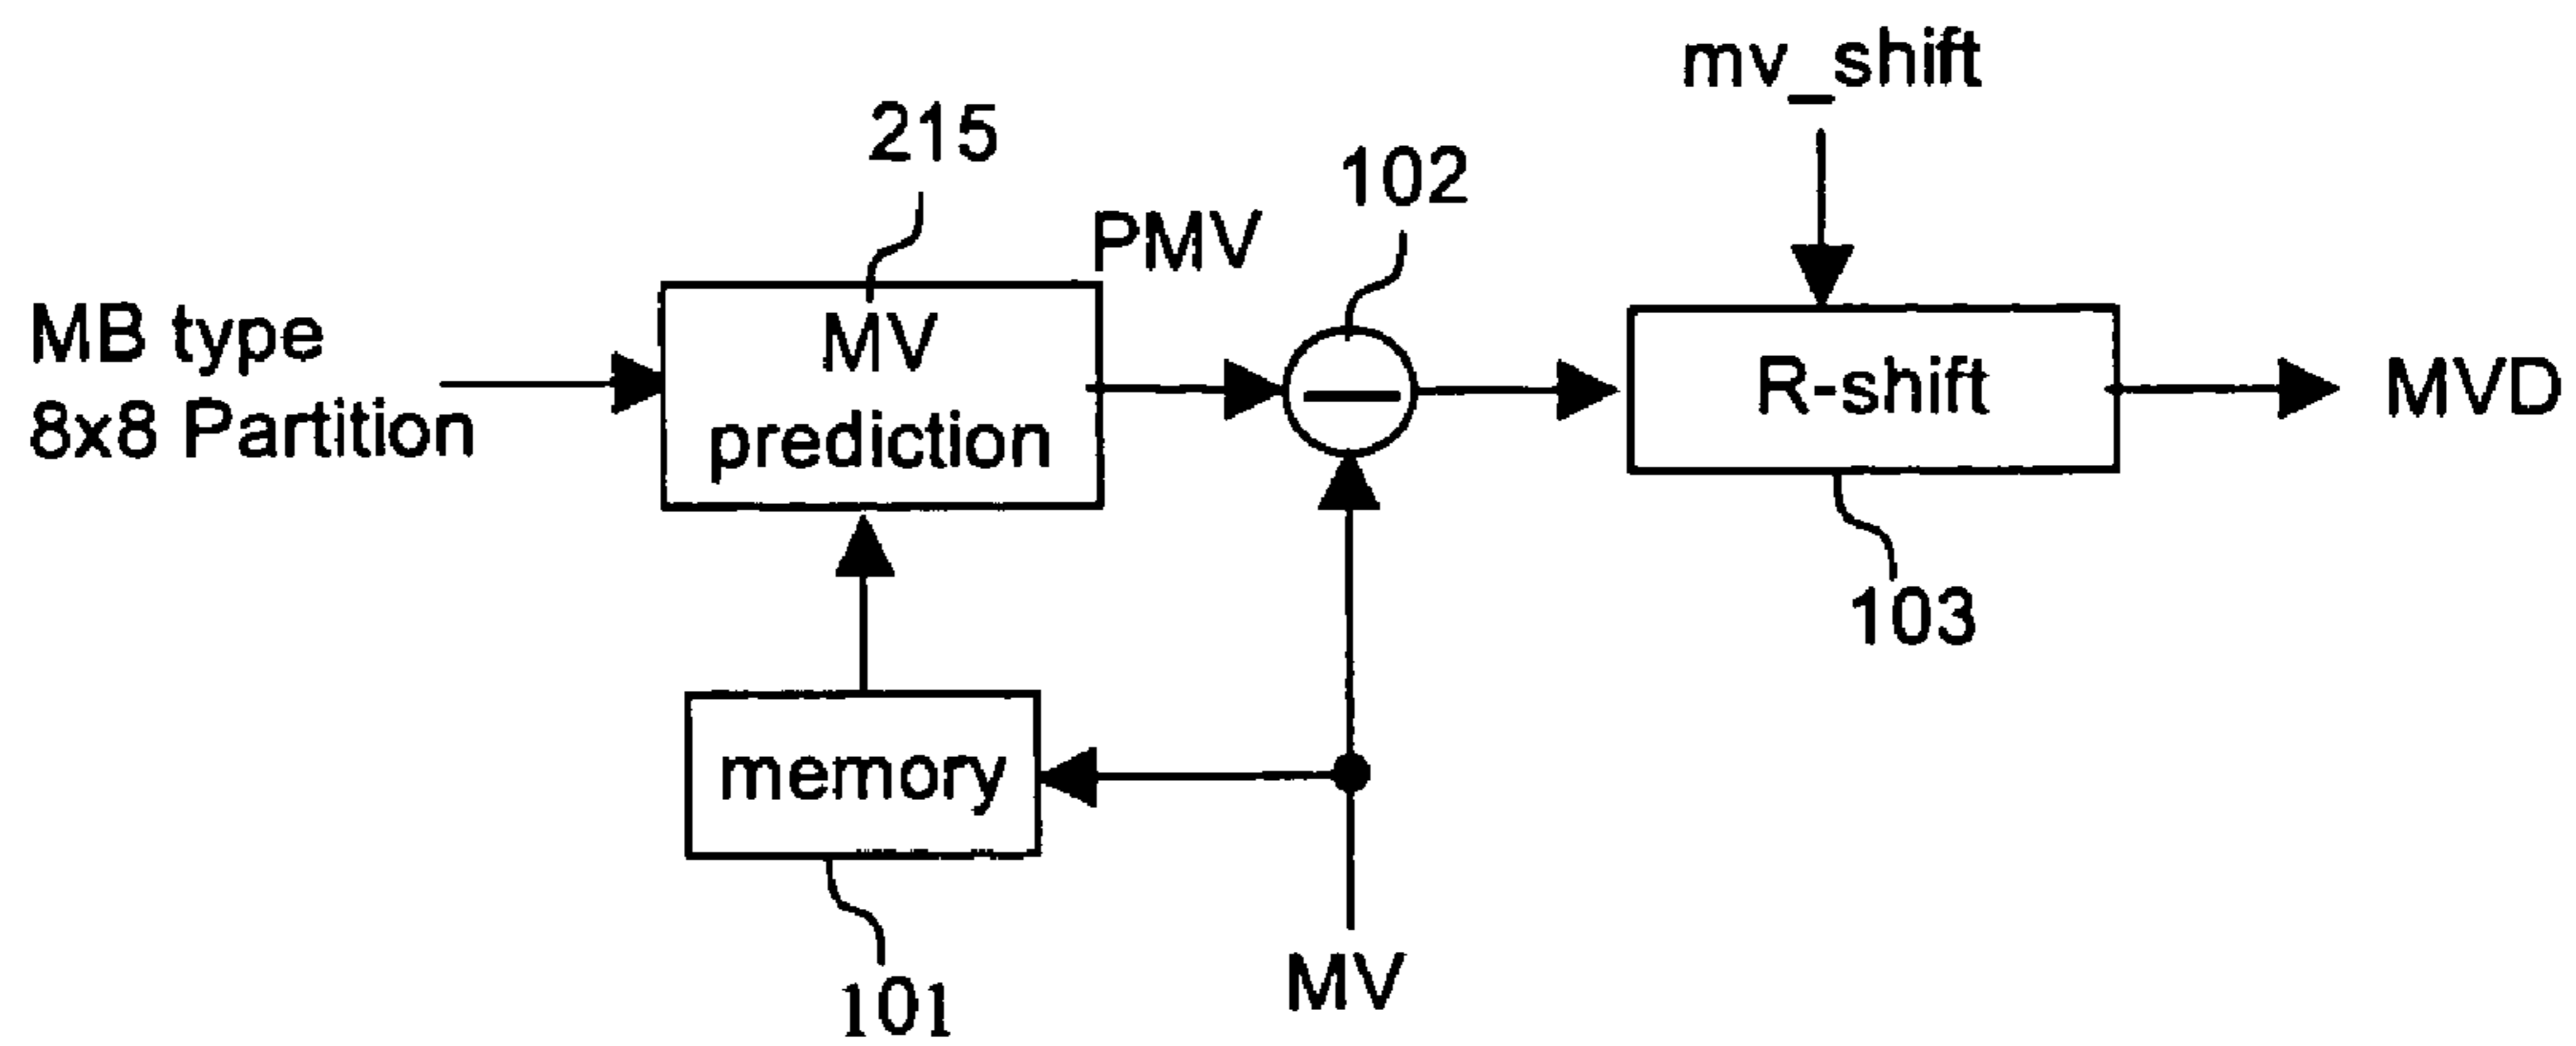 mv_shift
215
102
PMV
MB type
8x8 Partition
MV
prediction
R-shift
MVD
103
memory
101
MV